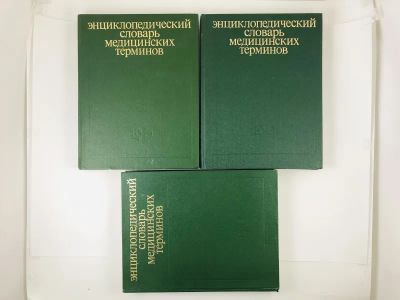 энциклопедический
словарь
медицинских
терминов
энциклопедический
словарь
медицинских
терминов
энциклопедический
словарь
медицинских
терминов